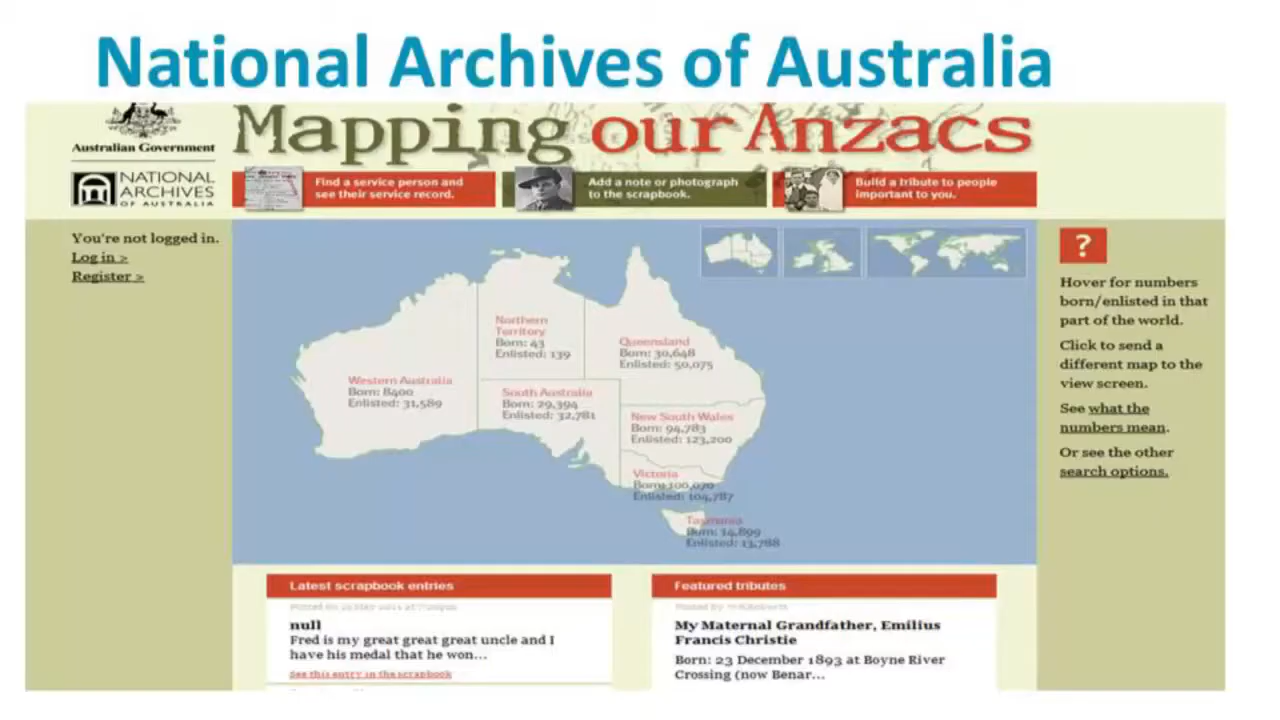 National Archives of Australia
Australian Government
NATIONAL
ARCHIVES
OF AUSTRALIA
Mapping our Anzacs
Find a service person and
see their service record.
Add a note or photograph
to the scrapbook.
Build a tribute to people
important to you.
You're not logged in.
Log in >
Register >
Northern
Territory
Born: 43
Enlisted: 139
Queensland
Born: 30,648
Enlisted: 50,075
Western Australia
Born: 8400
Enlisted: 31,589
South Australia
Born: 29,394
Enlisted: 32,781
New South Wales
Born: 94,783
Enlisted: 123,200
Victoria
Born: 100,070
Enlisted: 104,787
Tasmania
Born: 14,899
Enlisted: 13,788
?
Hover for numbers
born/enlisted in that
part of the world.
Click to send a
different map to the
view screen.
See what the
numbers mean.
Or see the other
search options.
Latest scrapbook entries
null
Fred is my great great great uncle and I
have his medal that he won...
See this entry in the scrapbook
Featured tributes
My Maternal Grandfather, Emilius
Francis Christie
Born: 23 December 1893 at Boyne River
Crossing (now Benar...